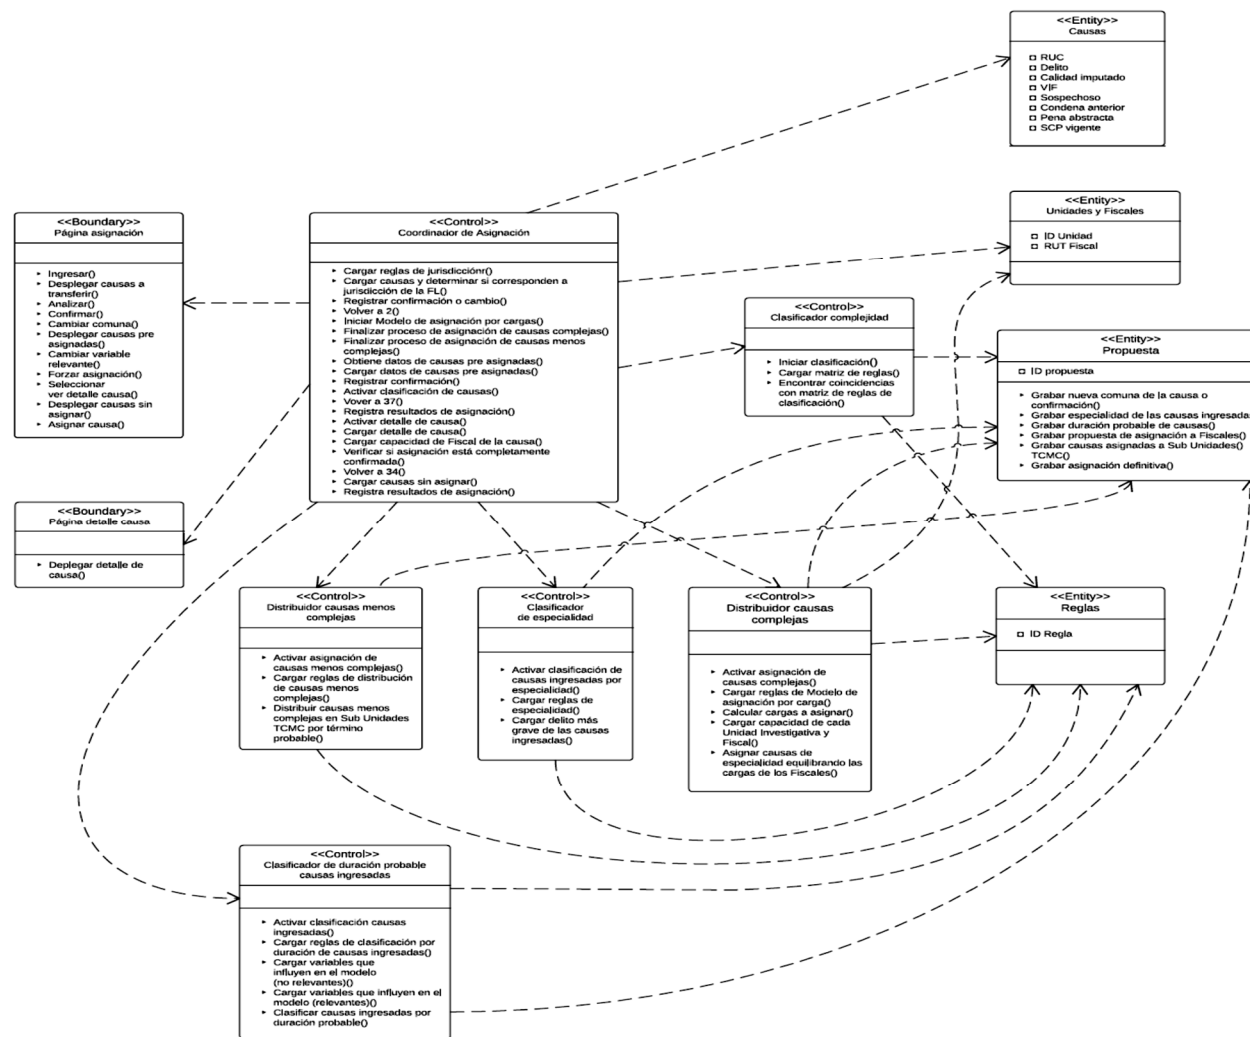 <<Entity>>
Causas
RUC
Delito
Calidad imputado
VIF
Sospechoso
Condena anterior
Pena abstracta
SCP vigente
<<Entity>>
Unidades y Fiscales
ID Unidad
RUT Fiscal
<<Boundary>>
Página asignación
Ingresar()
Desplegar causas a
transferir()
Analizar()
Confirmar()
Cambiar comuna()
Desplegar causas pre
asignadas()
Cambiar variable
relevante()
Forzar asignación()
Seleccionar
ver detalle causa()
Desplegar causas sin
asignar()
Asignar causa()
<<Control>>
Coordinador de Asignación
Cargar reglas de jurisdicciónr()
Cargar causas y determinar si corresponden a
jurisdicción de la FL()
Registrar confirmación o cambio()
Volver a 2()
Iniciar Modelo de asignación por cargas()
Finalizar proceso de asignación de causas complejas()
Finalizar proceso de asignación de causas menos
complejas()
Obtiene datos de causas pre asignadas()
Cargar datos de causas pre asignadas()
Registrar confirmación()
Activar clasificación de causas()
Vover a 37()
Registra resultados de asignación()
Activar detalle de causa()
Cargar detalle de causa()
Cargar capacidad de Fiscal de la causa()
Verificar si asignación está completamente
confirmada()
Volver a 34()
Cargar causas sin asignar()
Registra resultados de asignación()
<<Control>>
Clasificador complejidad
Iniciar clasificación()
Cargar matriz de reglas()
Encontrar coincidencias
con matriz de reglas de
clasificación()
<<Entity>>
Propuesta
ID propuesta
Grabar nueva comuna de la causa o
confirmación()
Grabar especialidad de las causas ingresada
Grabar duración probable de causas()
Grabar propuesta de asignación a Fiscales()
Grabar causas asignadas a Sub Unidades()
TCMC()
Grabar asignación definitiva()
<<Boundary>>
Página detalle causa
Deplegar detalle de
causa()
<<Control>>
Distribuidor causas menos
complejas
Activar asignación de
causas menos complejas()
Cargar reglas de distribución
de causas menos
complejas()
Distribuir causas menos
complejas en Sub Unidades
TCMC por término
probable()
<<Control>>
Clasificador
de especialidad
Activar clasificación de
causas ingresadas por
especialidad()
Cargar reglas de
especialidad()
Cargar delito más
grave de las causas
ingresadas()
<<Control>>
Distribuidor causas
complejas
Activar asignación de
causas complejas()
Cargar reglas de Modelo de
asignación por carga()
Calcular cargas a asignar()
Cargar capacidad de cada
Unidad Investigativa y
Fiscal()
Asignar causas de
especialidad equilibrando las
cargas de los Fiscales()
<<Entity>>
Reglas
ID Regla
<<Control>>
Clasificador de duración probable
causas ingresadas
Activar clasificación causas
ingresadas()
Cargar reglas de clasificación por
duración de causas ingresadas()
Cargar variables que
influyen en el modelo
(no relevantes)()
Cargar variables que influyen en el
modelo (relevantes)()
Clasificar causas ingresadas por
duración probable()